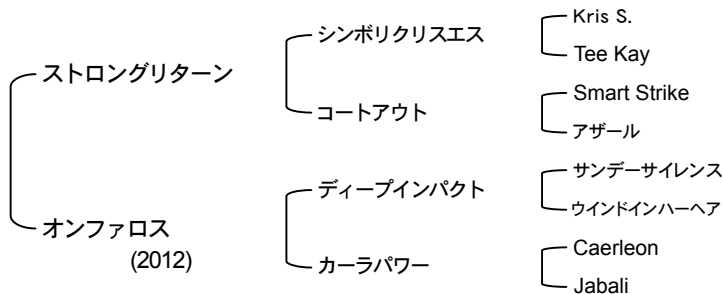 ストロングリターン
オンファロス
(2012)
シンボリクリスエス
コートアウト
ディープインパクト
カーラパワー
Kris S.
Tee Kay
Smart Strike
アザール
サンデーサイレンス
ウインドインハーヘア
Caerleon
Jabali